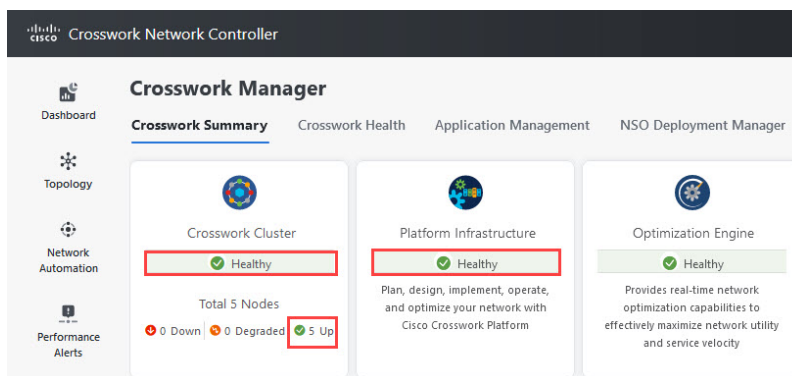 cisco Crosswork Network Controller
Dashboard
Topology
Network
Automation
Performance
Alerts
Crosswork Manager
Crosswork Summary Crosswork Health Application Management NSO Deployment Manager
Crosswork Cluster
Healthy
Total 5 Nodes
0 Down 0 Degraded 5 Up
Platform Infrastructure
Healthy
Plan, design, implement, operate,
and optimize your network with
Cisco Crosswork Platform
Optimization Engine
Healthy
Provides real-time network
optimization capabilities to
effectively maximize network utility
and service velocity